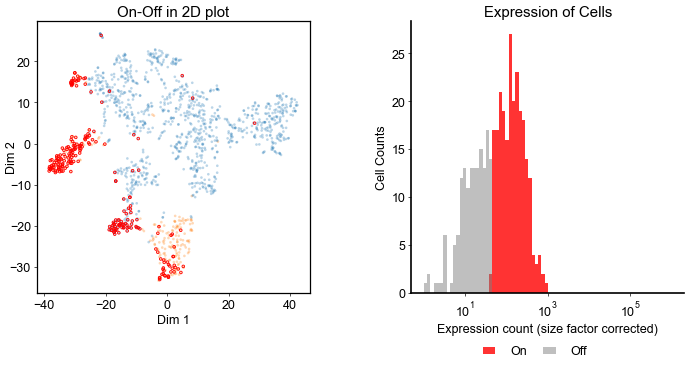 On-Off in 2D plot
Dim 2
20
10
0
−10
−20
−30
−40
−20
0
20
40
Dim 1
Expression of Cells
Cell Counts
25
20
15
10
5
0
10^1
10^3
10^5
Expression count (size factor corrected)
On
Off